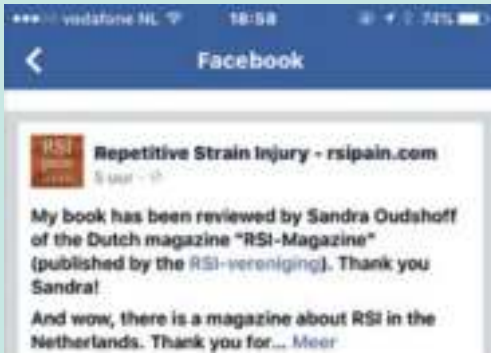 vodafone NL 18:58 74%
Facebook
RSI
Repetitive Strain Injury - rsipain.com
5 uur
My book has been reviewed by Sandra Oudshoff
of the Dutch magazine "RSI-Magazine"
(published by the RSI-vereniging). Thank you
Sandra!
And wow, there is a magazine about RSI in the
Netherlands. Thank you for... Meer